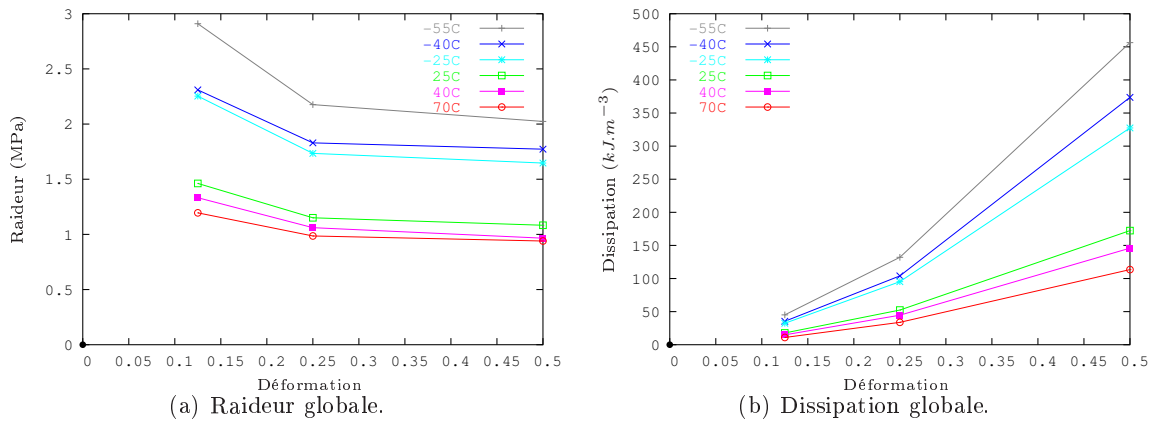 3
2.5
2
1.5
1
0.5
0
0 0.05 0.1 0.15 0.2 0.25 0.3 0.35 0.4 0.45 0.5
Raideur (MPa)
Déformation
-55C
-40C
-25C
25C
40C
70C
(a) Raideur globale.
500
450
400
350
300
250
200
150
100
50
0
0 0.05 0.1 0.15 0.2 0.25 0.3 0.35 0.4 0.45 0.5
Dissipation (kJ.m⁻³)
Déformation
-55C
-40C
-25C
25C
40C
70C
(b) Dissipation globale.